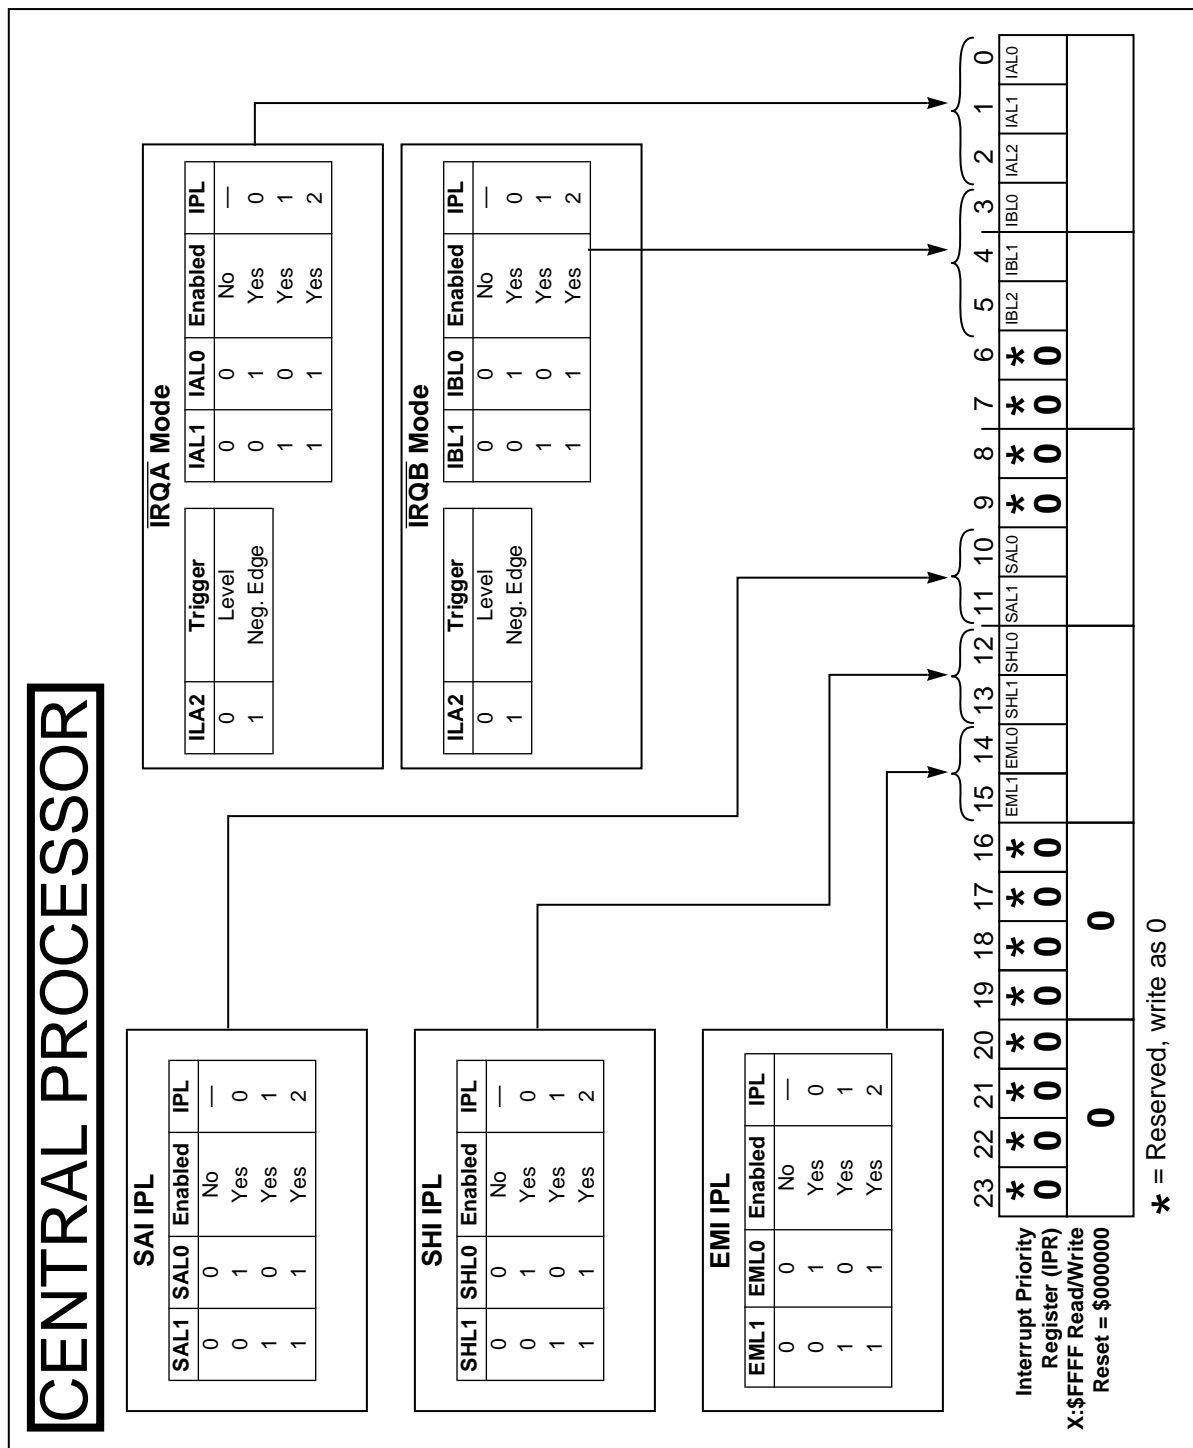 CENTRAL PROCESSOR
IRQA Mode
ILA2 Trigger
0 Level
1 Neg. Edge
IAL1 IAL0 Enabled IPL
0 0 No —
0 1 Yes 0
1 0 Yes 1
1 1 Yes 2
IRQB Mode
ILA2 Trigger
0 Level
1 Neg. Edge
IBL1 IBL0 Enabled IPL
0 0 No —
0 1 Yes 0
1 0 Yes 1
1 1 Yes 2
SAI IPL
SAL1 SAL0 Enabled IPL
0 0 No —
0 1 Yes 0
1 0 Yes 1
1 1 Yes 2
SHI IPL
SHL1 SHL0 Enabled IPL
0 0 No —
0 1 Yes 0
1 0 Yes 1
1 1 Yes 2
EMI IPL
EML1 EML0 Enabled IPL
0 0 No —
0 1 Yes 0
1 0 Yes 1
1 1 Yes 2
23 22 21 20 19 18 17 16 15 14 13 12 11 10 9 8 7 6 5 4 3 2 1 0
* * * * * * * * EML1 EML0 SHL1 SHL0 SAL1 SAL0 * * * * IBL2 IBL1 IBL0 IAL2 IAL1 IAL0
0 0 0 0 0 0 0 0 0 0 0 0
0 0
Interrupt Priority
Register (IPR)
X:$FFFF Read/Write
Reset = $000000
* = Reserved, write as 0